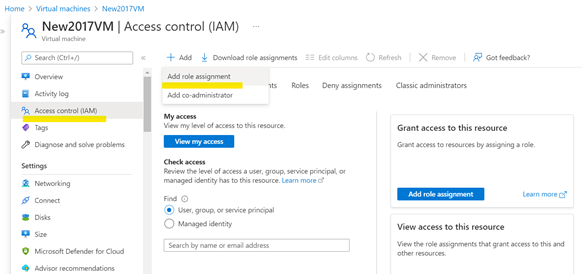 Home > Virtual machines > New2017VM
New2017VM | Access control (IAM) ...
Virtual machine
Search (Ctrl+/)
Overview
Activity log
Access control (IAM)
Tags
Diagnose and solve problems
Settings
Networking
Connect
Disks
Size
Microsoft Defender for Cloud
Advisor recommendations
Add Download role assignments Edit columns Refresh Remove Got feedback?
Add role assignment
Add co-administrator
nts Roles Deny assignments Classic administrators
My access
View my level of access to this resource.
View my access
Check access
Review the level of access a user, group, service principal, or
managed identity has to this resource. Learn more
Find
User, group, or service principal
Managed identity
Search by name or email address
Grant access to this resource
Grant access to resources by assigning a role.
Add role assignment Learn more
View access to this resource
View the role assignments that grant access to this and
other resources.